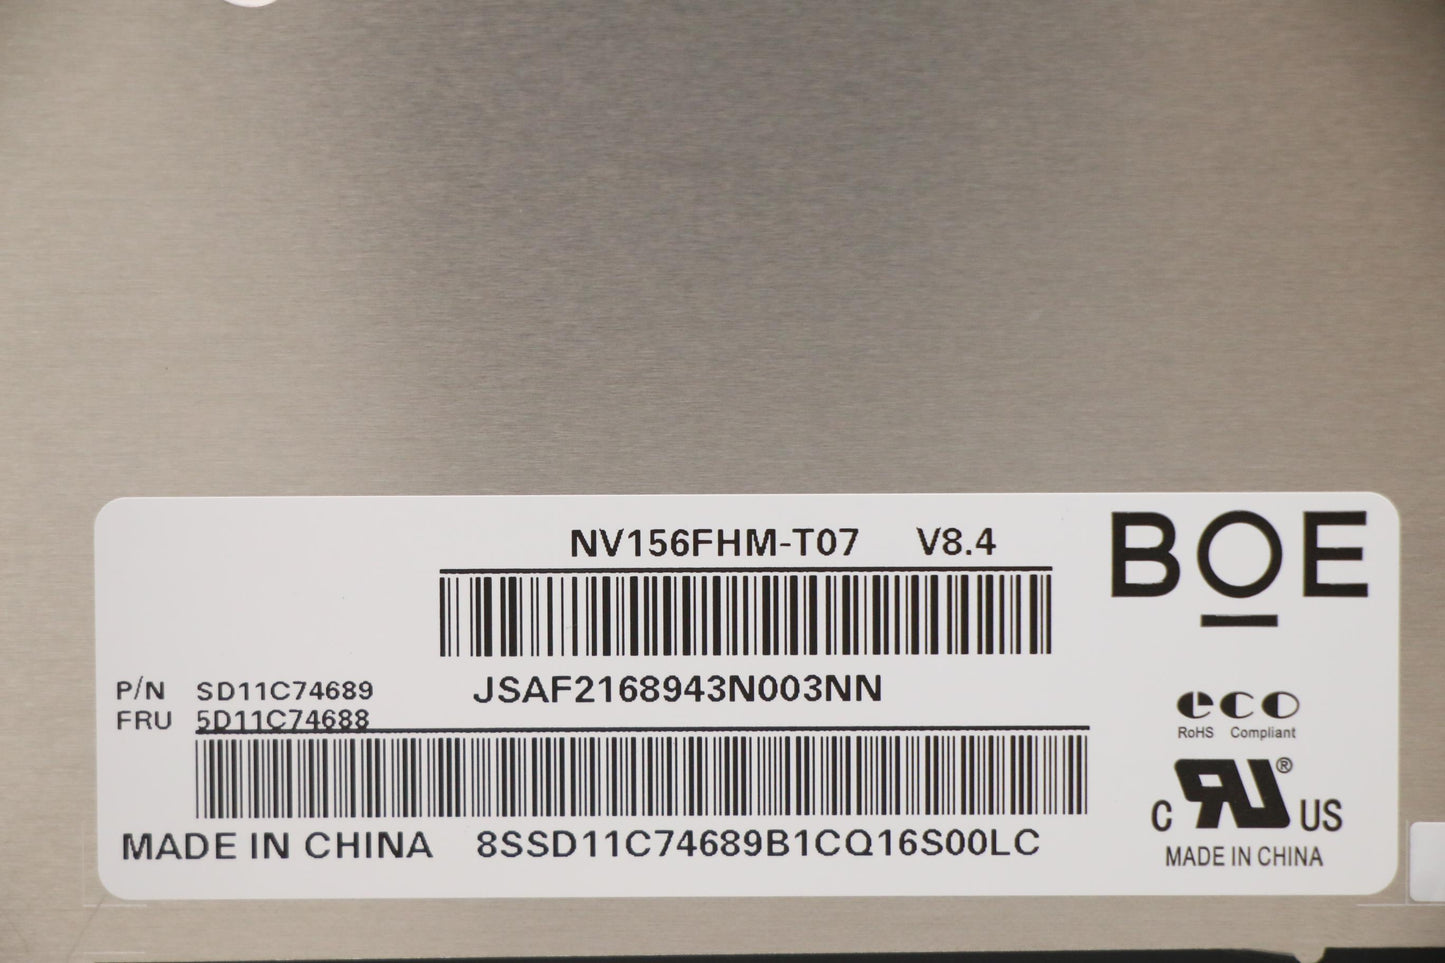 NV156FHM-T07 V8.4
BOE
JSAF2168943N003NN
P/N SD11C74689
FRU 5D11C74688
eco
RoHS Compliant
C RU® US
MADE IN CHINA
MADE IN CHINA 8SSD11C74689B1CQ16S00LC